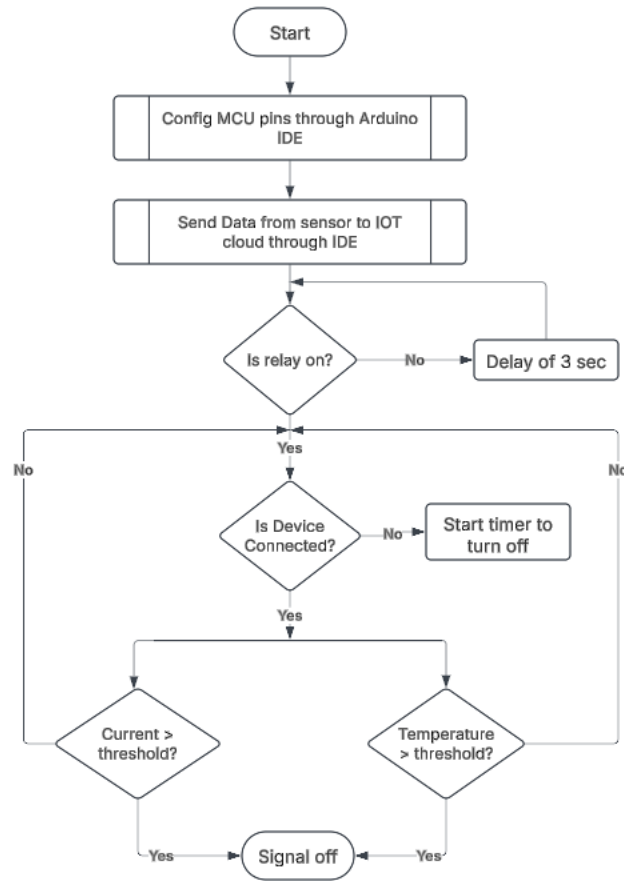 Start
Config MCU pins through Arduino
IDE
Send Data from sensor to IOT
cloud through IDE
Is relay on?
No
Delay of 3 sec
No
Yes
No
Is Device
Connected?
No
Start timer to
turn off
Yes
Current >
threshold?
Temperature
> threshold?
Yes
Signal off
Yes